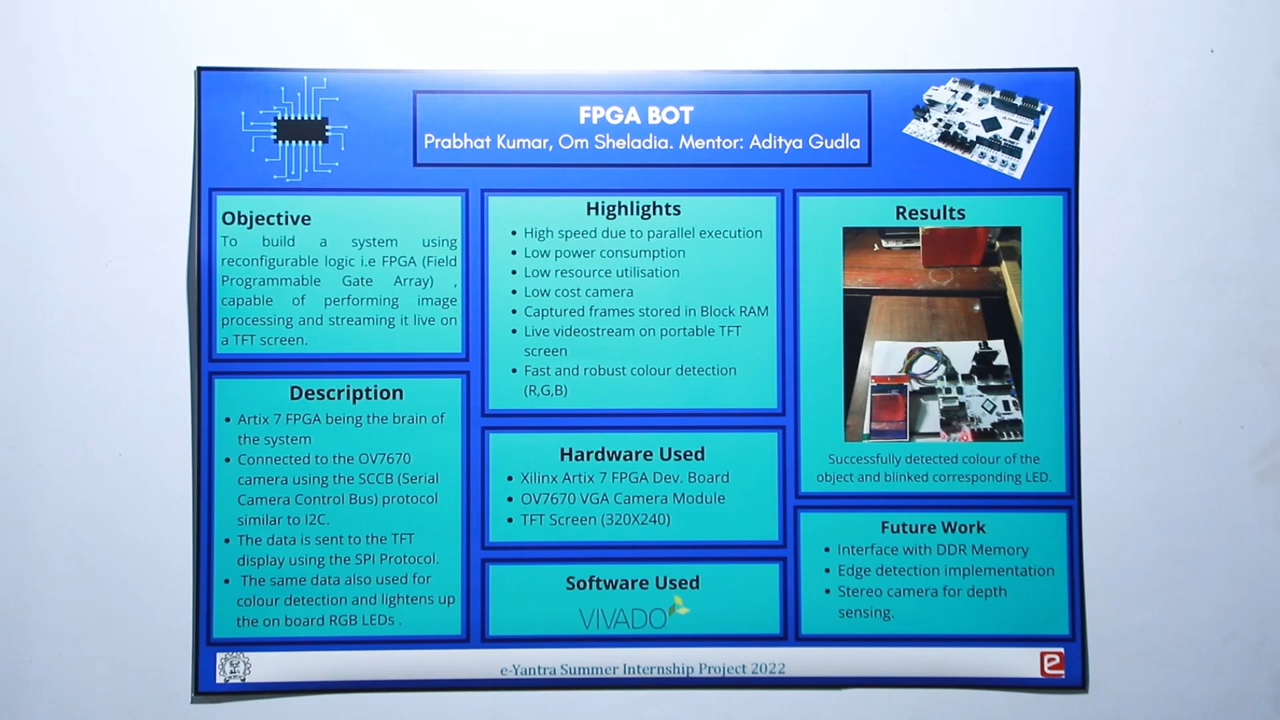 FPGA BOT
Prabhat Kumar, Om Sheladia. Mentor: Aditya Gudla
Objective
To build a system using
reconfigurable logic i.e FPGA (Field
Programmable Gate Array) ,
capable of performing image
processing and streaming it live on
a TFT screen.
Description
• Artix 7 FPGA being the brain of
the system
• Connected to the OV7670
camera using the SCCB (Serial
Camera Control Bus) protocol
similar to I2C.
• The data is sent to the TFT
display using the SPI Protocol.
• The same data also used for
colour detection and lightens up
the on board RGB LEDs .
Highlights
• High speed due to parallel execution
• Low power consumption
• Low resource utilisation
• Low cost camera
• Captured frames stored in Block RAM
• Live videostream on portable TFT
screen
• Fast and robust colour detection
(R,G,B)
Hardware Used
• Xilinx Artix 7 FPGA Dev. Board
• OV7670 VGA Camera Module
• TFT Screen (320X240)
Software Used
VIVADO
Results
Successfully detected colour of the
object and blinked corresponding LED.
Future Work
• Interface with DDR Memory
• Edge detection implementation
• Stereo camera for depth
sensing.
e-Yantra Summer Internship Project 2022